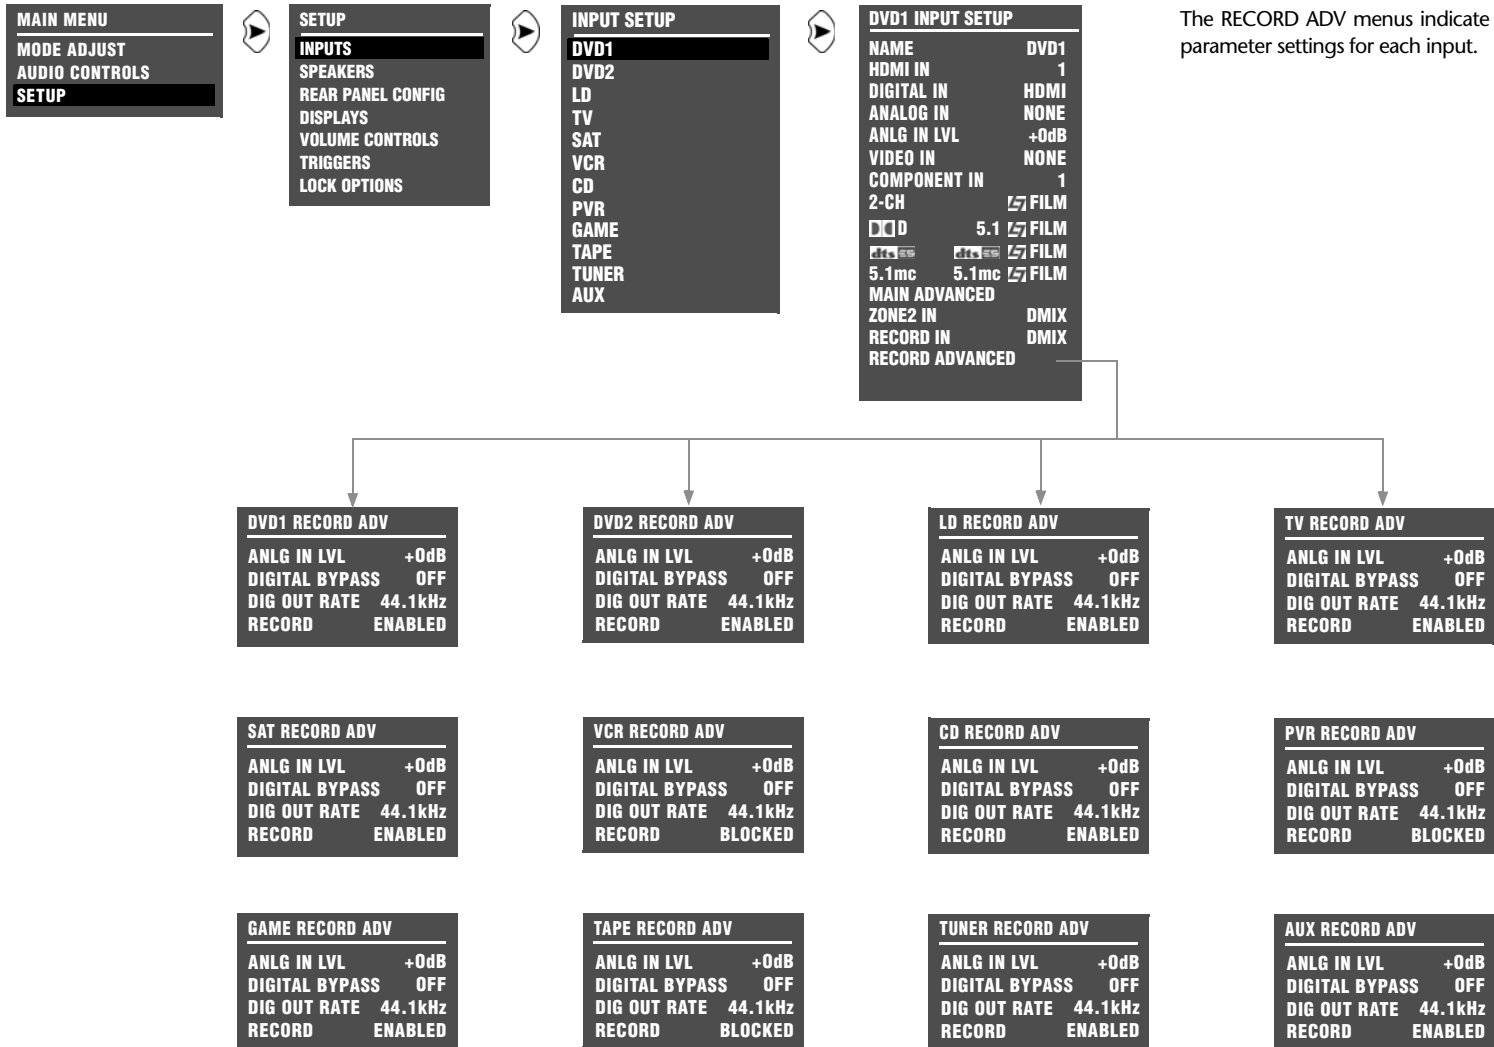 MAIN MENU
MODE ADJUST
AUDIO CONTROLS
SETUP
SETUP
INPUTS
SPEAKERS
REAR PANEL CONFIG
DISPLAYS
VOLUME CONTROLS
TRIGGERS
LOCK OPTIONS
INPUT SETUP
DVD1
DVD2
LD
TV
SAT
VCR
CD
PVR
GAME
TAPE
TUNER
AUX
DVD1 INPUT SETUP
NAME DVD1
HDMI IN 1
DIGITAL IN HDMI
ANALOG IN NONE
ANLG IN LVL +0dB
VIDEO IN NONE
COMPONENT IN 1
2-CH FILM
D 5.1 FILM
dts ES dts ES FILM
5.1mc 5.1mc FILM
MAIN ADVANCED
ZONE2 IN DMIX
RECORD IN DMIX
RECORD ADVANCED
The RECORD ADV menus indicate
parameter settings for each input.
DVD1 RECORD ADV
ANLG IN LVL +0dB
DIGITAL BYPASS OFF
DIG OUT RATE 44.1kHz
RECORD ENABLED
DVD2 RECORD ADV
ANLG IN LVL +0dB
DIGITAL BYPASS OFF
DIG OUT RATE 44.1kHz
RECORD ENABLED
LD RECORD ADV
ANLG IN LVL +0dB
DIGITAL BYPASS OFF
DIG OUT RATE 44.1kHz
RECORD ENABLED
TV RECORD ADV
ANLG IN LVL +0dB
DIGITAL BYPASS OFF
DIG OUT RATE 44.1kHz
RECORD ENABLED
SAT RECORD ADV
ANLG IN LVL +0dB
DIGITAL BYPASS OFF
DIG OUT RATE 44.1kHz
RECORD ENABLED
VCR RECORD ADV
ANLG IN LVL +0dB
DIGITAL BYPASS OFF
DIG OUT RATE 44.1kHz
RECORD BLOCKED
CD RECORD ADV
ANLG IN LVL +0dB
DIGITAL BYPASS OFF
DIG OUT RATE 44.1kHz
RECORD ENABLED
PVR RECORD ADV
ANLG IN LVL +0dB
DIGITAL BYPASS OFF
DIG OUT RATE 44.1kHz
RECORD BLOCKED
GAME RECORD ADV
ANLG IN LVL +0dB
DIGITAL BYPASS OFF
DIG OUT RATE 44.1kHz
RECORD ENABLED
TAPE RECORD ADV
ANLG IN LVL +0dB
DIGITAL BYPASS OFF
DIG OUT RATE 44.1kHz
RECORD BLOCKED
TUNER RECORD ADV
ANLG IN LVL +0dB
DIGITAL BYPASS OFF
DIG OUT RATE 44.1kHz
RECORD ENABLED
AUX RECORD ADV
ANLG IN LVL +0dB
DIGITAL BYPASS OFF
DIG OUT RATE 44.1kHz
RECORD ENABLED